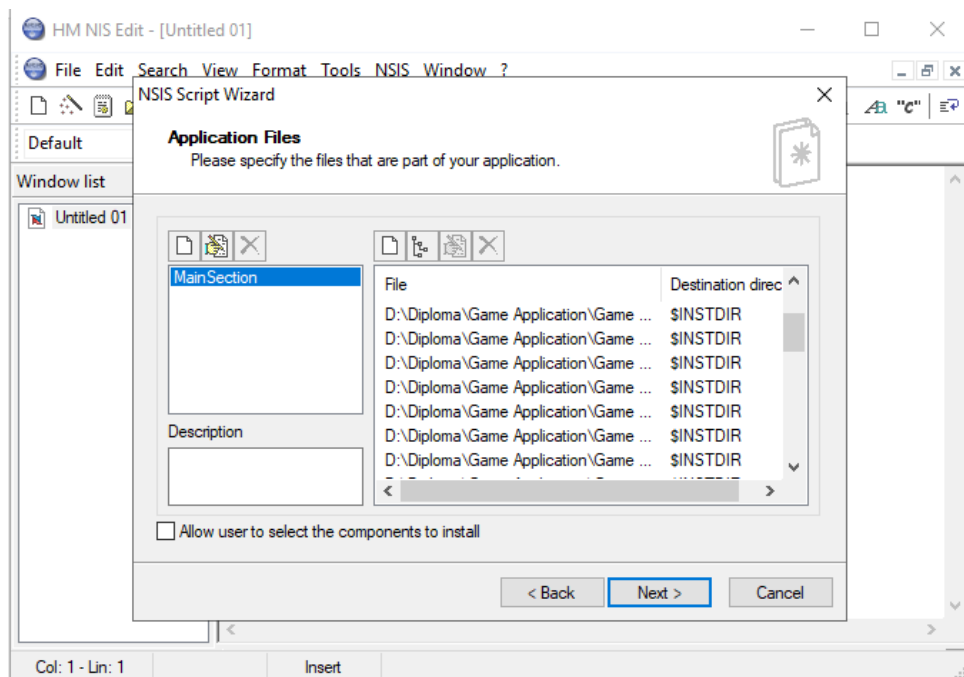 HM NIS Edit - [Untitled 01]
File Edit Search View Format Tools NSIS Window ?
NSIS Script Wizard
"C"
Default
Application Files
Please specify the files that are part of your application.
Window list
Untitled 01
MainSection
File Destination direc
D:\Diploma\Game Application\Game ... $INSTDIR
D:\Diploma\Game Application\Game ... $INSTDIR
D:\Diploma\Game Application\Game ... $INSTDIR
D:\Diploma\Game Application\Game ... $INSTDIR
D:\Diploma\Game Application\Game ... $INSTDIR
D:\Diploma\Game Application\Game ... $INSTDIR
D:\Diploma\Game Application\Game ... $INSTDIR
Description
Allow user to select the components to install
< Back Next > Cancel
Col: 1 - Lin: 1 Insert